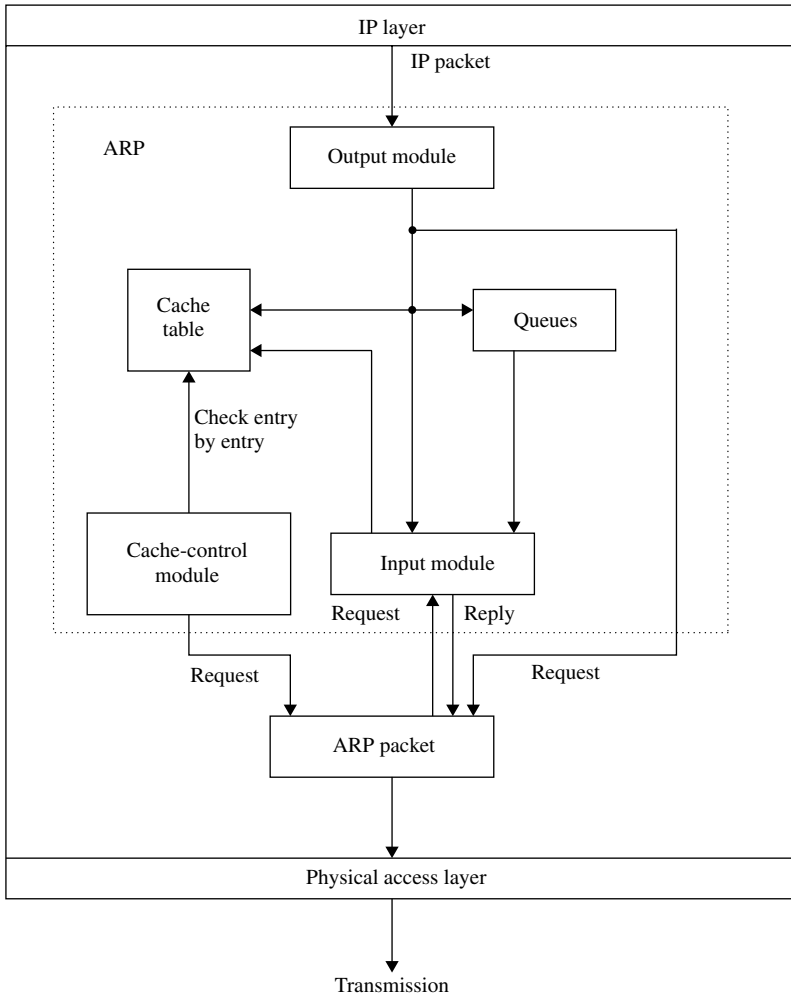 IP layer
IP packet
ARP
Output module
Cache
table
Queues
Check entry
by entry
Cache-control
module
Input module
Request
Reply
Request
Request
ARP packet
Physical access layer
Transmission